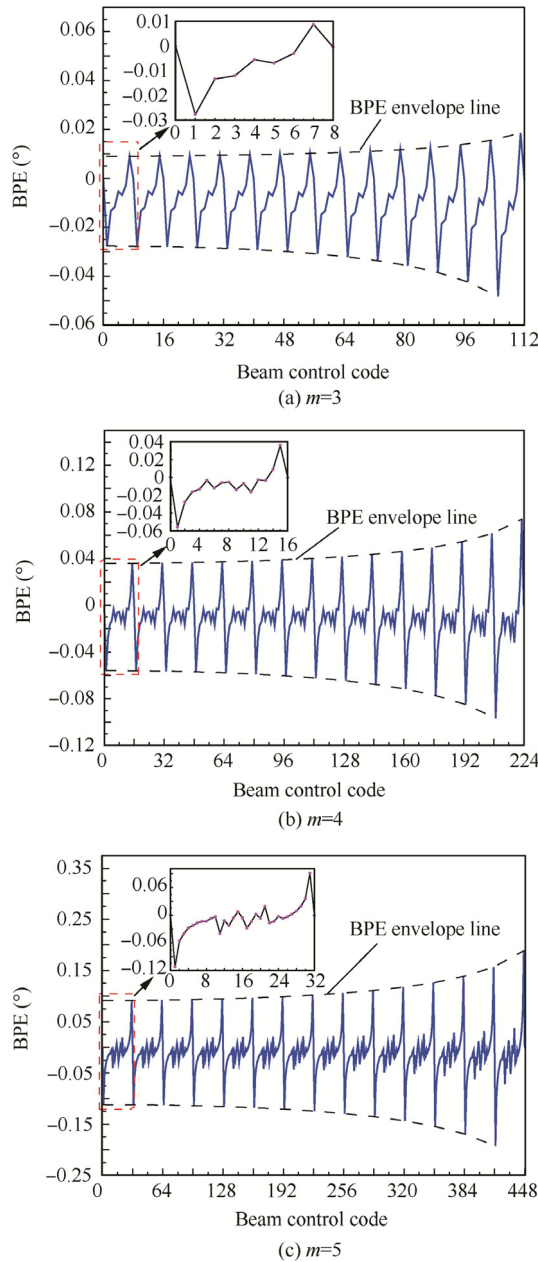 0.06
0.04
0.02
0
−0.02
−0.04
−0.06
BPE (°)
0.01
0
−0.01
−0.02
−0.03
0 1 2 3 4 5 6 7 8
BPE envelope line
0 16 32 48 64 80 96 112
Beam control code
(a) m=3
0.12
0.08
0.04
0
−0.04
−0.08
−0.12
BPE (°)
0.04
0.02
0
−0.02
−0.04
−0.06
0 4 8 12 16
BPE envelope line
0 32 64 96 128 160 192 224
Beam control code
(b) m=4
0.35
0.25
0.15
0.05
−0.05
−0.15
−0.25
BPE (°)
0.06
0
−0.06
−0.12
0 8 16 24 32
BPE envelope line
0 64 128 192 256 320 384 448
Beam control code
(c) m=5